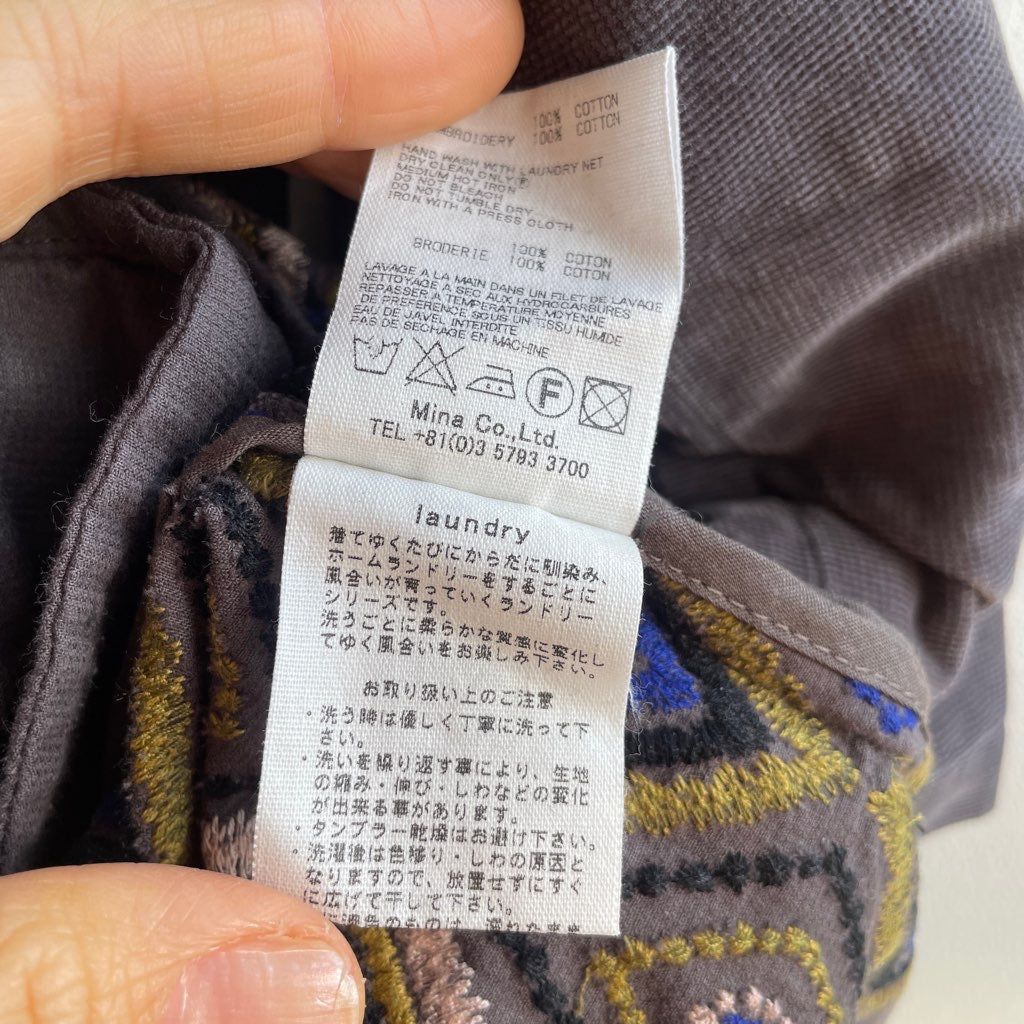 100% COTTON
BROIDERY 100% COTTON
HAND WASH WITH LAUNDRY NET
DRY CLEAN ONLY Ⓕ
MEDIUM HOT IRON
DO NOT BLEACH
DO NOT TUMBLE DRY
IRON WITH A PRESS CLOTH
100% COTON
BRODERIE 100% COTON
LAVAGE A LA MAIN DANS UN FILET DE LAVAGE
NETTOYAGE A SEC AUX HYDROCARBURES
REPASSER A TEMPERATURE MOYENNE
DE PREFERENCE SOUS UN TISSU HUMIDE
EAU DE JAVEL INTERDITE
PAS DE SECHAGE EN MACHINE
F
Mina Co.,Ltd.
TEL +81(0)3 5793 3700
laundry
着てゆくたびにからだに馴染み、
ホームランドリーをするごとに
風合いが育っていくランドリー
シリーズです。
洗うごとに柔らかな質感に変化し
てゆく風合いをお楽しみ下さい。
お取り扱い上のご注意
・洗う時は優しく丁寧に洗って下
さい。
・洗いを繰り返す事により、生地
の縮み・伸び・しわなどの変化
が出来る事があります。
・タンブラー乾燥はお避け下さい。
・洗濯後は色移り・しわの原因と
なりますので、放置せずにすぐ
に広げて干して下さい。